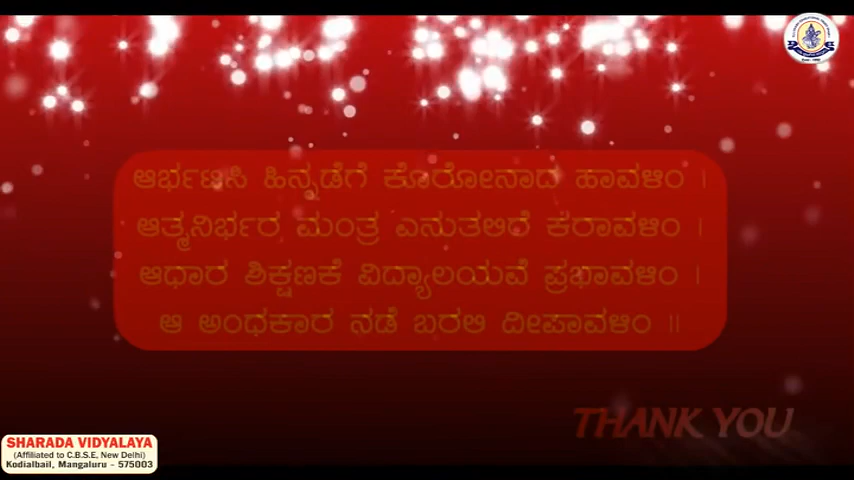 ಆರ್ಭಟಿಸಿ ಹಿನ್ನಡೆಗೆ ಕೊರೋನಾದ ಹಾವಳಿಂ ।
ಆತ್ಮನಿರ್ಭರ ಮಂತ್ರ ಎನುತಲಿರೆ ಕರಾವಳಿಂ ।
ಆಧಾರ ಶಿಕ್ಷಣಕೆ ವಿದ್ಯಾಲಯವೆ ಪ್ರಭಾವಳಿಂ ।
ಆ ಅಂಧಕಾರ ನಡೆ ಬರಲಿ ದೀಪಾವಳಿಂ ॥
THANK YOU
SHARADA VIDYALAYA
(Affiliated to C.B.S.E, New Delhi)
Kodialbail, Mangaluru - 575003